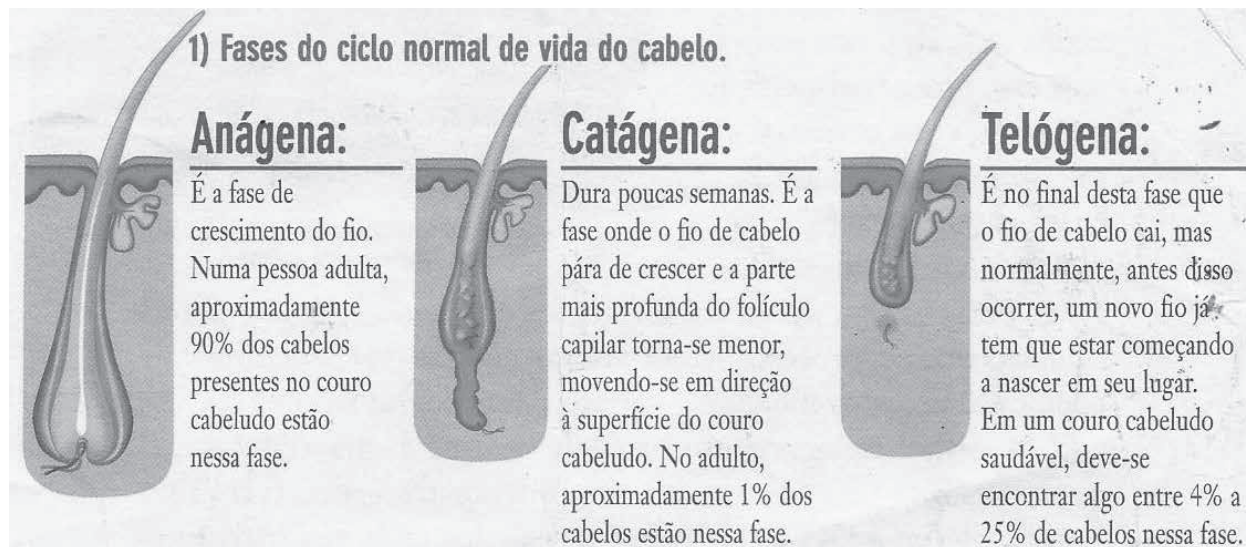 1) Fases do ciclo normal de vida do cabelo.
Anágena:
É a fase de
crescimento do fio.
Numa pessoa adulta,
aproximadamente
90% dos cabelos
presentes no couro
cabeludo estão
nessa fase.
Catágena:
Dura poucas semanas. É a
fase onde o fio de cabelo
pára de crescer e a parte
mais profunda do folículo
capilar torna-se menor,
movendo-se em direção
à superfície do couro
cabeludo. No adulto,
aproximadamente 1% dos
cabelos estão nessa fase.
Telógena:
É no final desta fase que
o fio de cabelo cai, mas
normalmente, antes disso
ocorrer, um novo fio já
tem que estar começando
a nascer em seu lugar.
Em um couro cabeludo
saudável, deve-se
encontrar algo entre 4% a
25% de cabelos nessa fase.